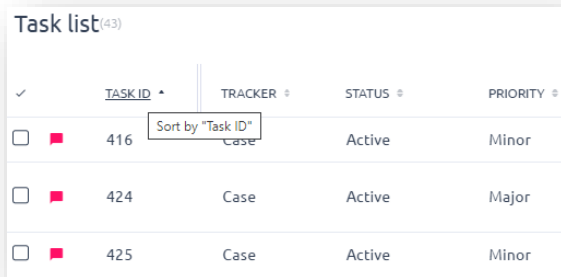 Task list(43)
TASK ID TRACKER STATUS PRIORITY
Sort by "Task ID"
416 Case Active Minor
424 Case Active Major
425 Case Active Minor